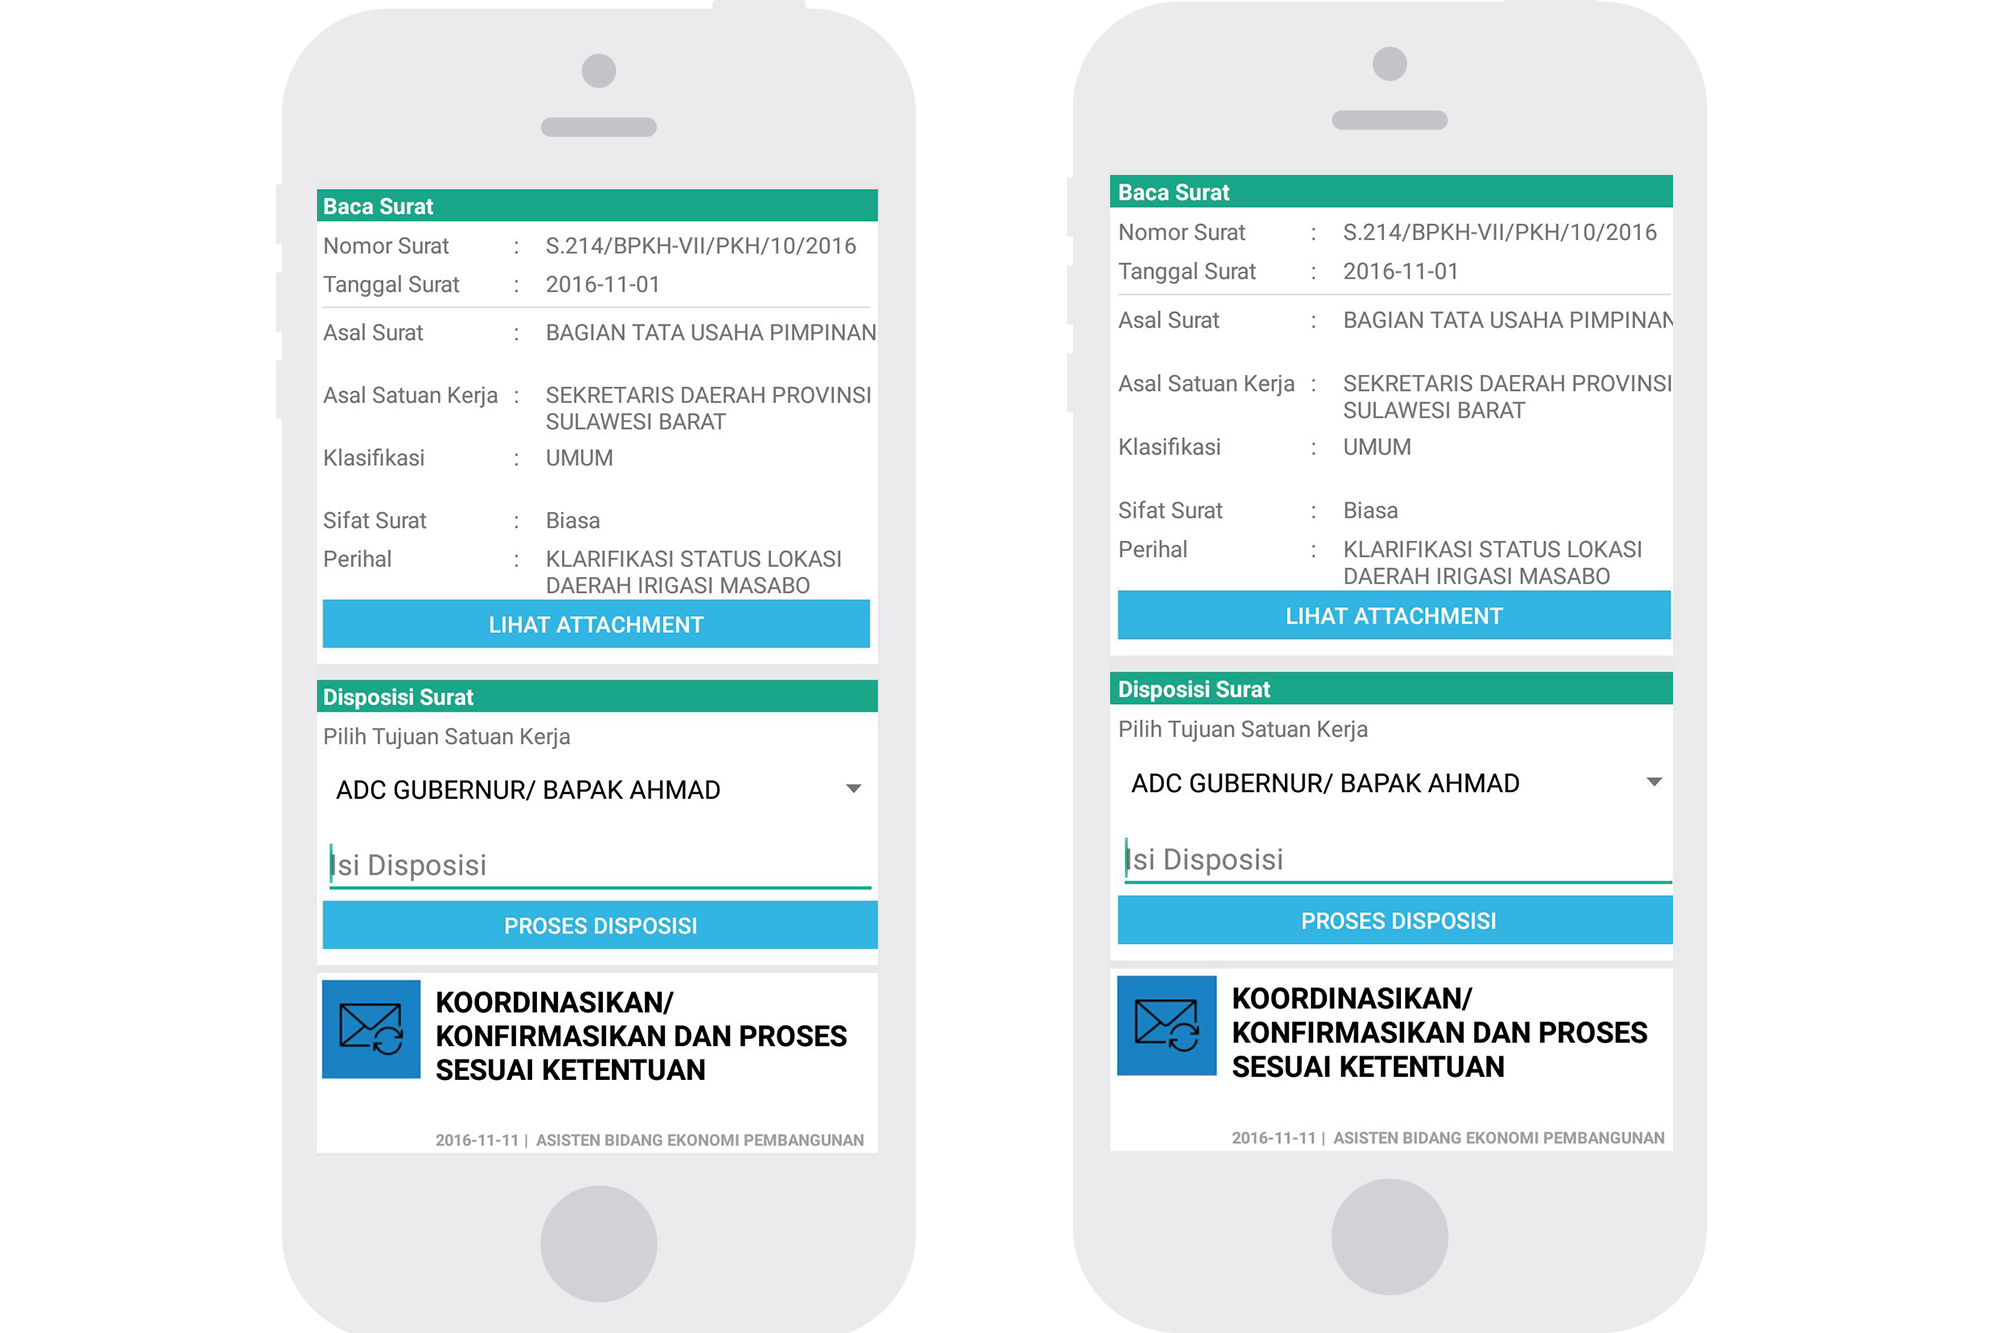 Baca Surat
Nomor Surat : S.214/BPKH-VII/PKH/10/2016
Tanggal Surat : 2016-11-01
Asal Surat : BAGIAN TATA USAHA PIMPINAN
Asal Satuan Kerja : SEKRETARIS DAERAH PROVINSI
SULAWESI BARAT
Klasifikasi : UMUM
Sifat Surat : Biasa
Perihal : KLARIFIKASI STATUS LOKASI
DAERAH IRIGASI MASABO
LIHAT ATTACHMENT
Disposisi Surat
Pilih Tujuan Satuan Kerja
ADC GUBERNUR/ BAPAK AHMAD
Isi Disposisi
PROSES DISPOSISI
KOORDINASIKAN/
KONFIRMASIKAN DAN PROSES
SESUAI KETENTUAN
2016-11-11 | ASISTEN BIDANG EKONOMI PEMBANGUNAN
Baca Surat
Nomor Surat : S.214/BPKH-VII/PKH/10/2016
Tanggal Surat : 2016-11-01
Asal Surat : BAGIAN TATA USAHA PIMPINAN
Asal Satuan Kerja : SEKRETARIS DAERAH PROVINSI
SULAWESI BARAT
Klasifikasi : UMUM
Sifat Surat : Biasa
Perihal : KLARIFIKASI STATUS LOKASI
DAERAH IRIGASI MASABO
LIHAT ATTACHMENT
Disposisi Surat
Pilih Tujuan Satuan Kerja
ADC GUBERNUR/ BAPAK AHMAD
Isi Disposisi
PROSES DISPOSISI
KOORDINASIKAN/
KONFIRMASIKAN DAN PROSES
SESUAI KETENTUAN
2016-11-11 | ASISTEN BIDANG EKONOMI PEMBANGUNAN